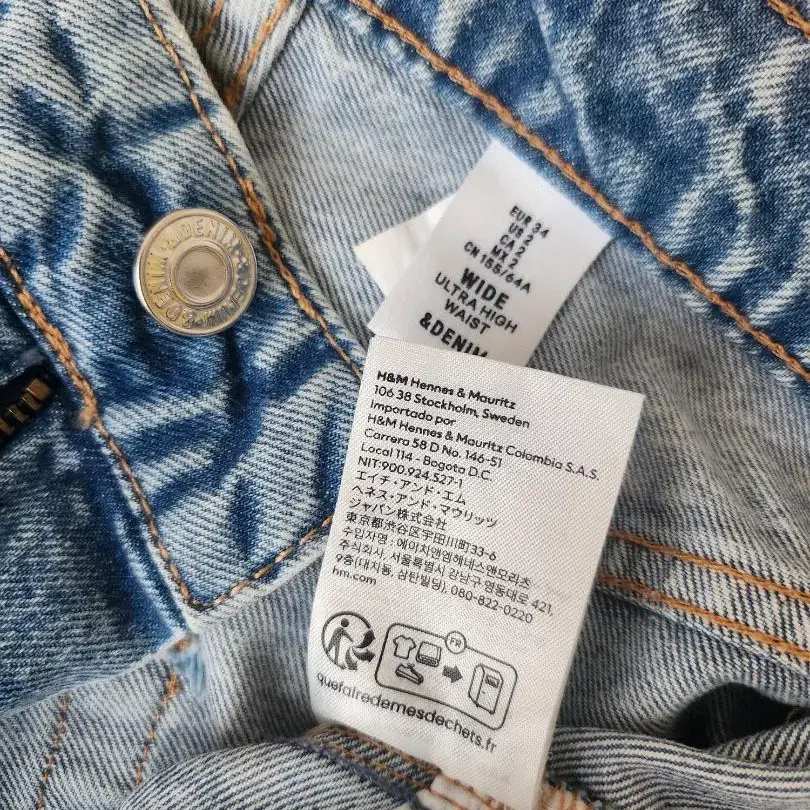 &DENIM
EUR 34
US 2
CA 2
MX 2
CN 155/64A
WIDE
ULTRA HIGH
WAIST
&DENIM
H&M Hennes & Mauritz
106 38 Stockholm, Sweden
Importado por
H&M Hennes & Mauritz Colombia S.A.S.
Carrera 58 D No. 146-51
Local 114 - Bogota D.C.
NIT:900.924.527-1
エイチ・アンド・エム
ヘネス・アンド・マウリッツ
ジャパン株式会社
東京都渋谷区宇田川町33-6
수입자명 : 에이치앤엠헤네스앤모리츠
주식회사, 서울특별시 강남구 영동대로 421,
9층(대치동, 삼탄빌딩), 080-822-0220
hm.com
FR
quefairedemesdechets.fr